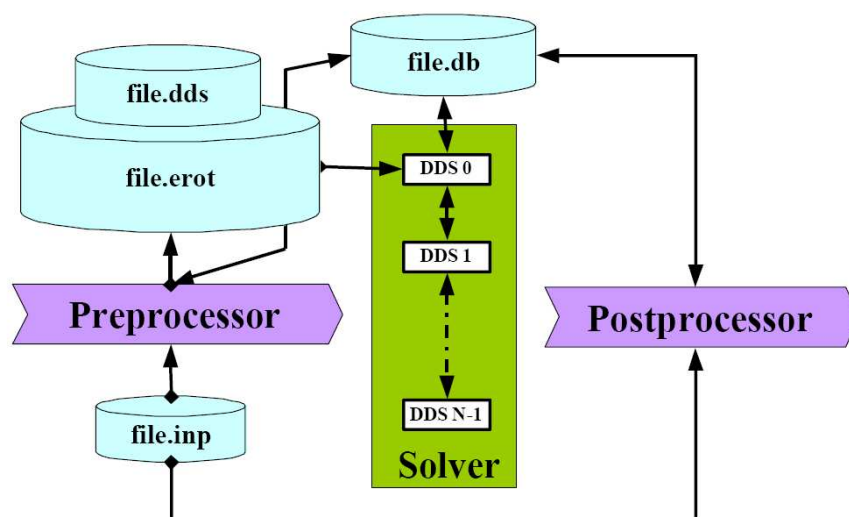 file.dds
file.db
file.erot
DDS 0
DDS 1
Preprocessor
Postprocessor
DDS N-1
file.inp
Solver